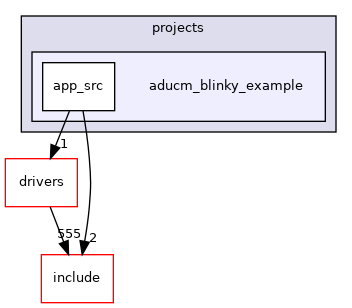 projects
app_src
aducm_blinky_example
1
drivers
555
2
include